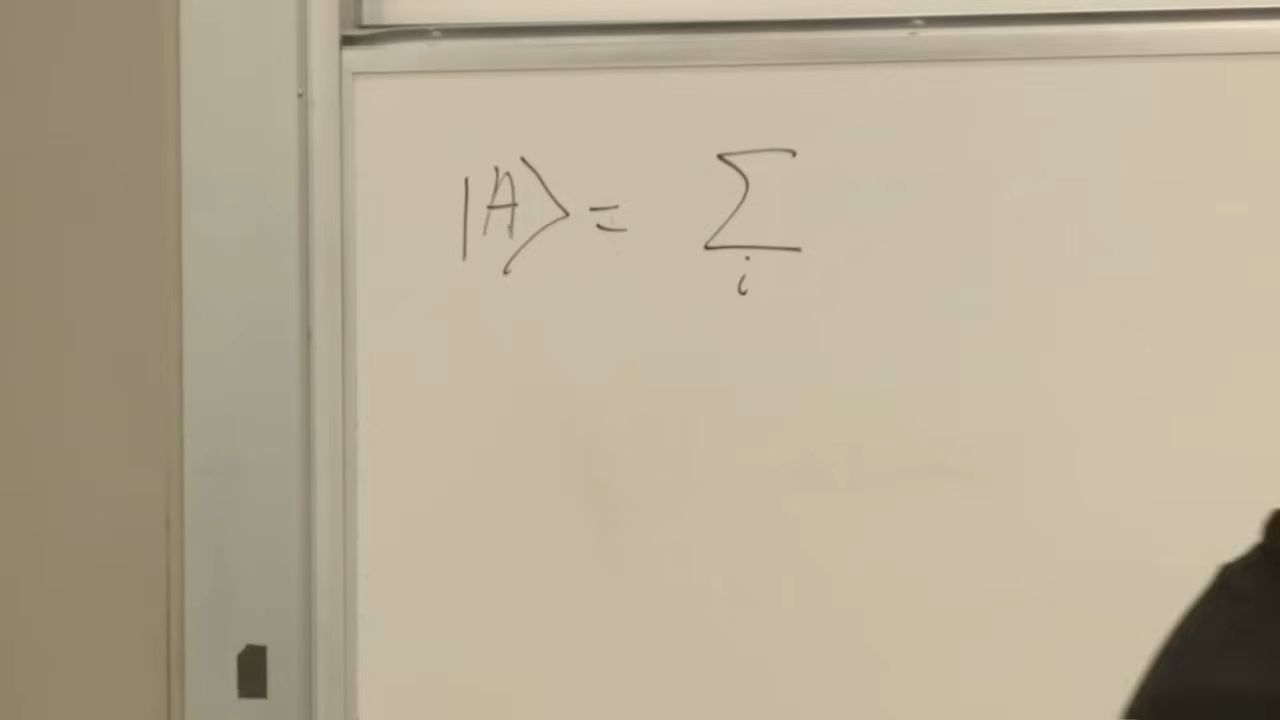 |A⟩ = ∑
i